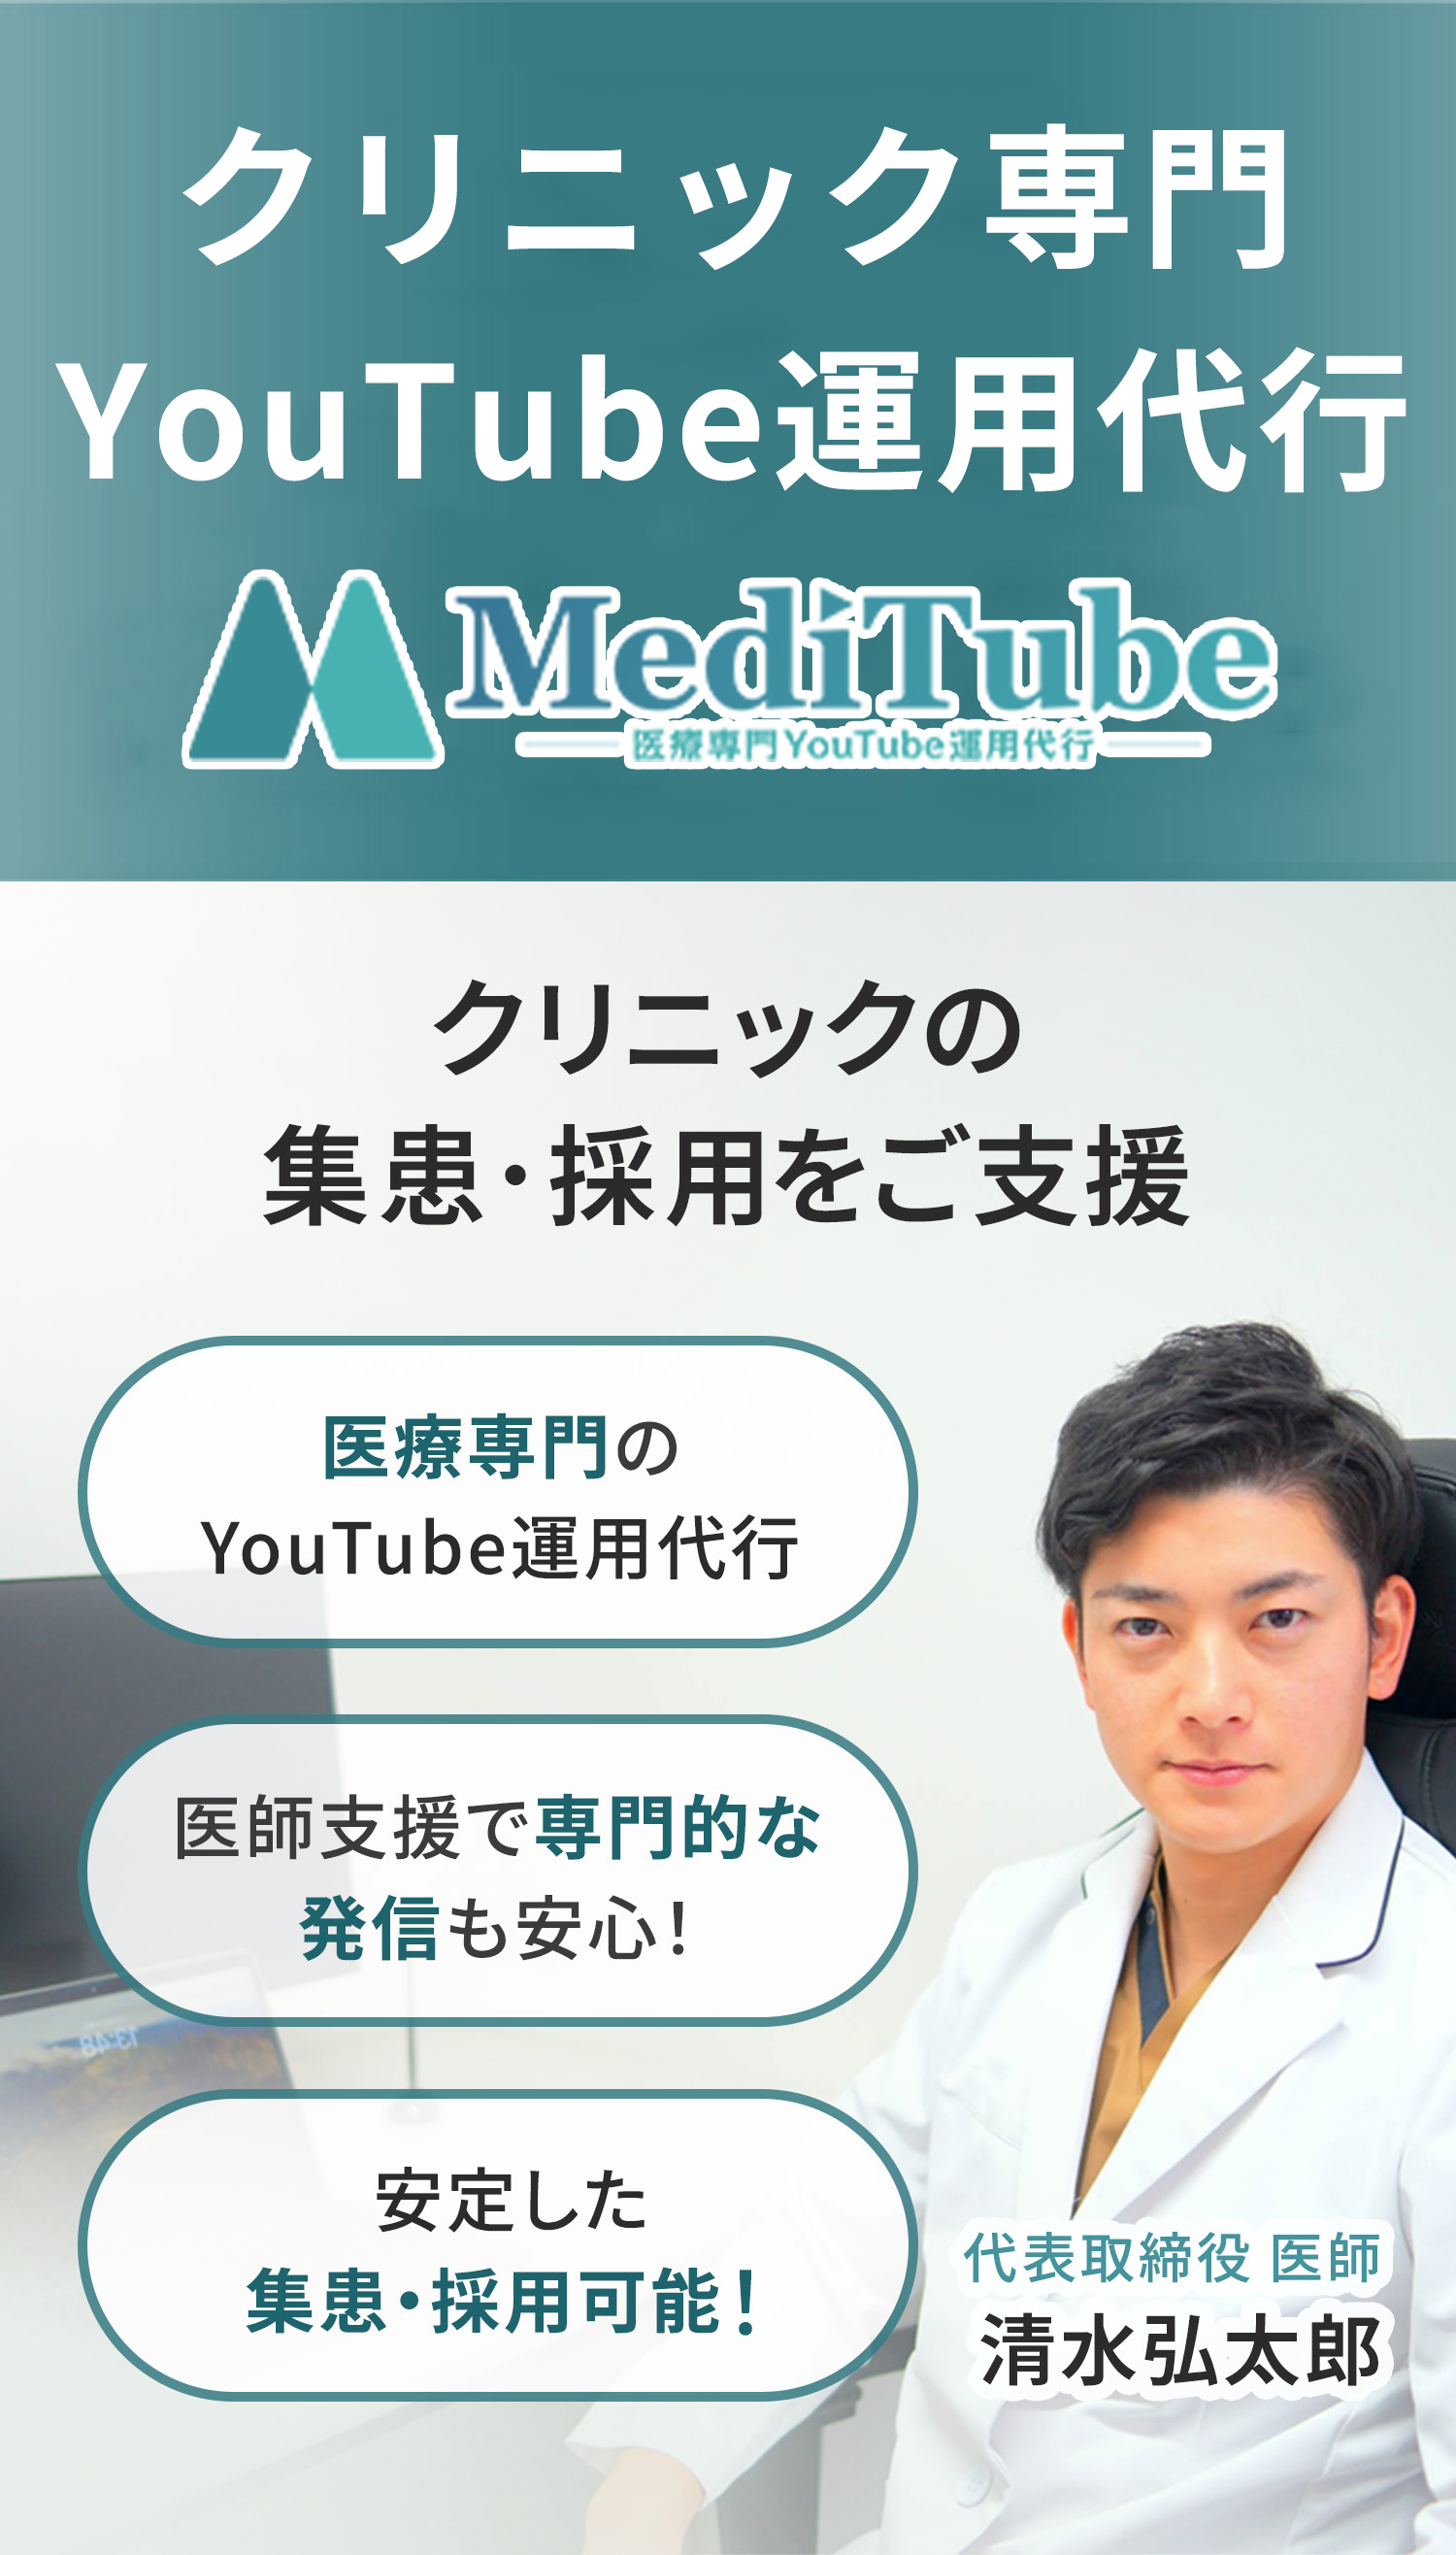 クリニック専門
YouTube運用代行
MediTube
医療専門YouTube運用代行
クリニックの
集患・採用をご支援
医療専門の
YouTube運用代行
医師支援で専門的な
発信も安心！
安定した
集患・採用可能！
代表取締役 医師
清水弘太郎
13:48